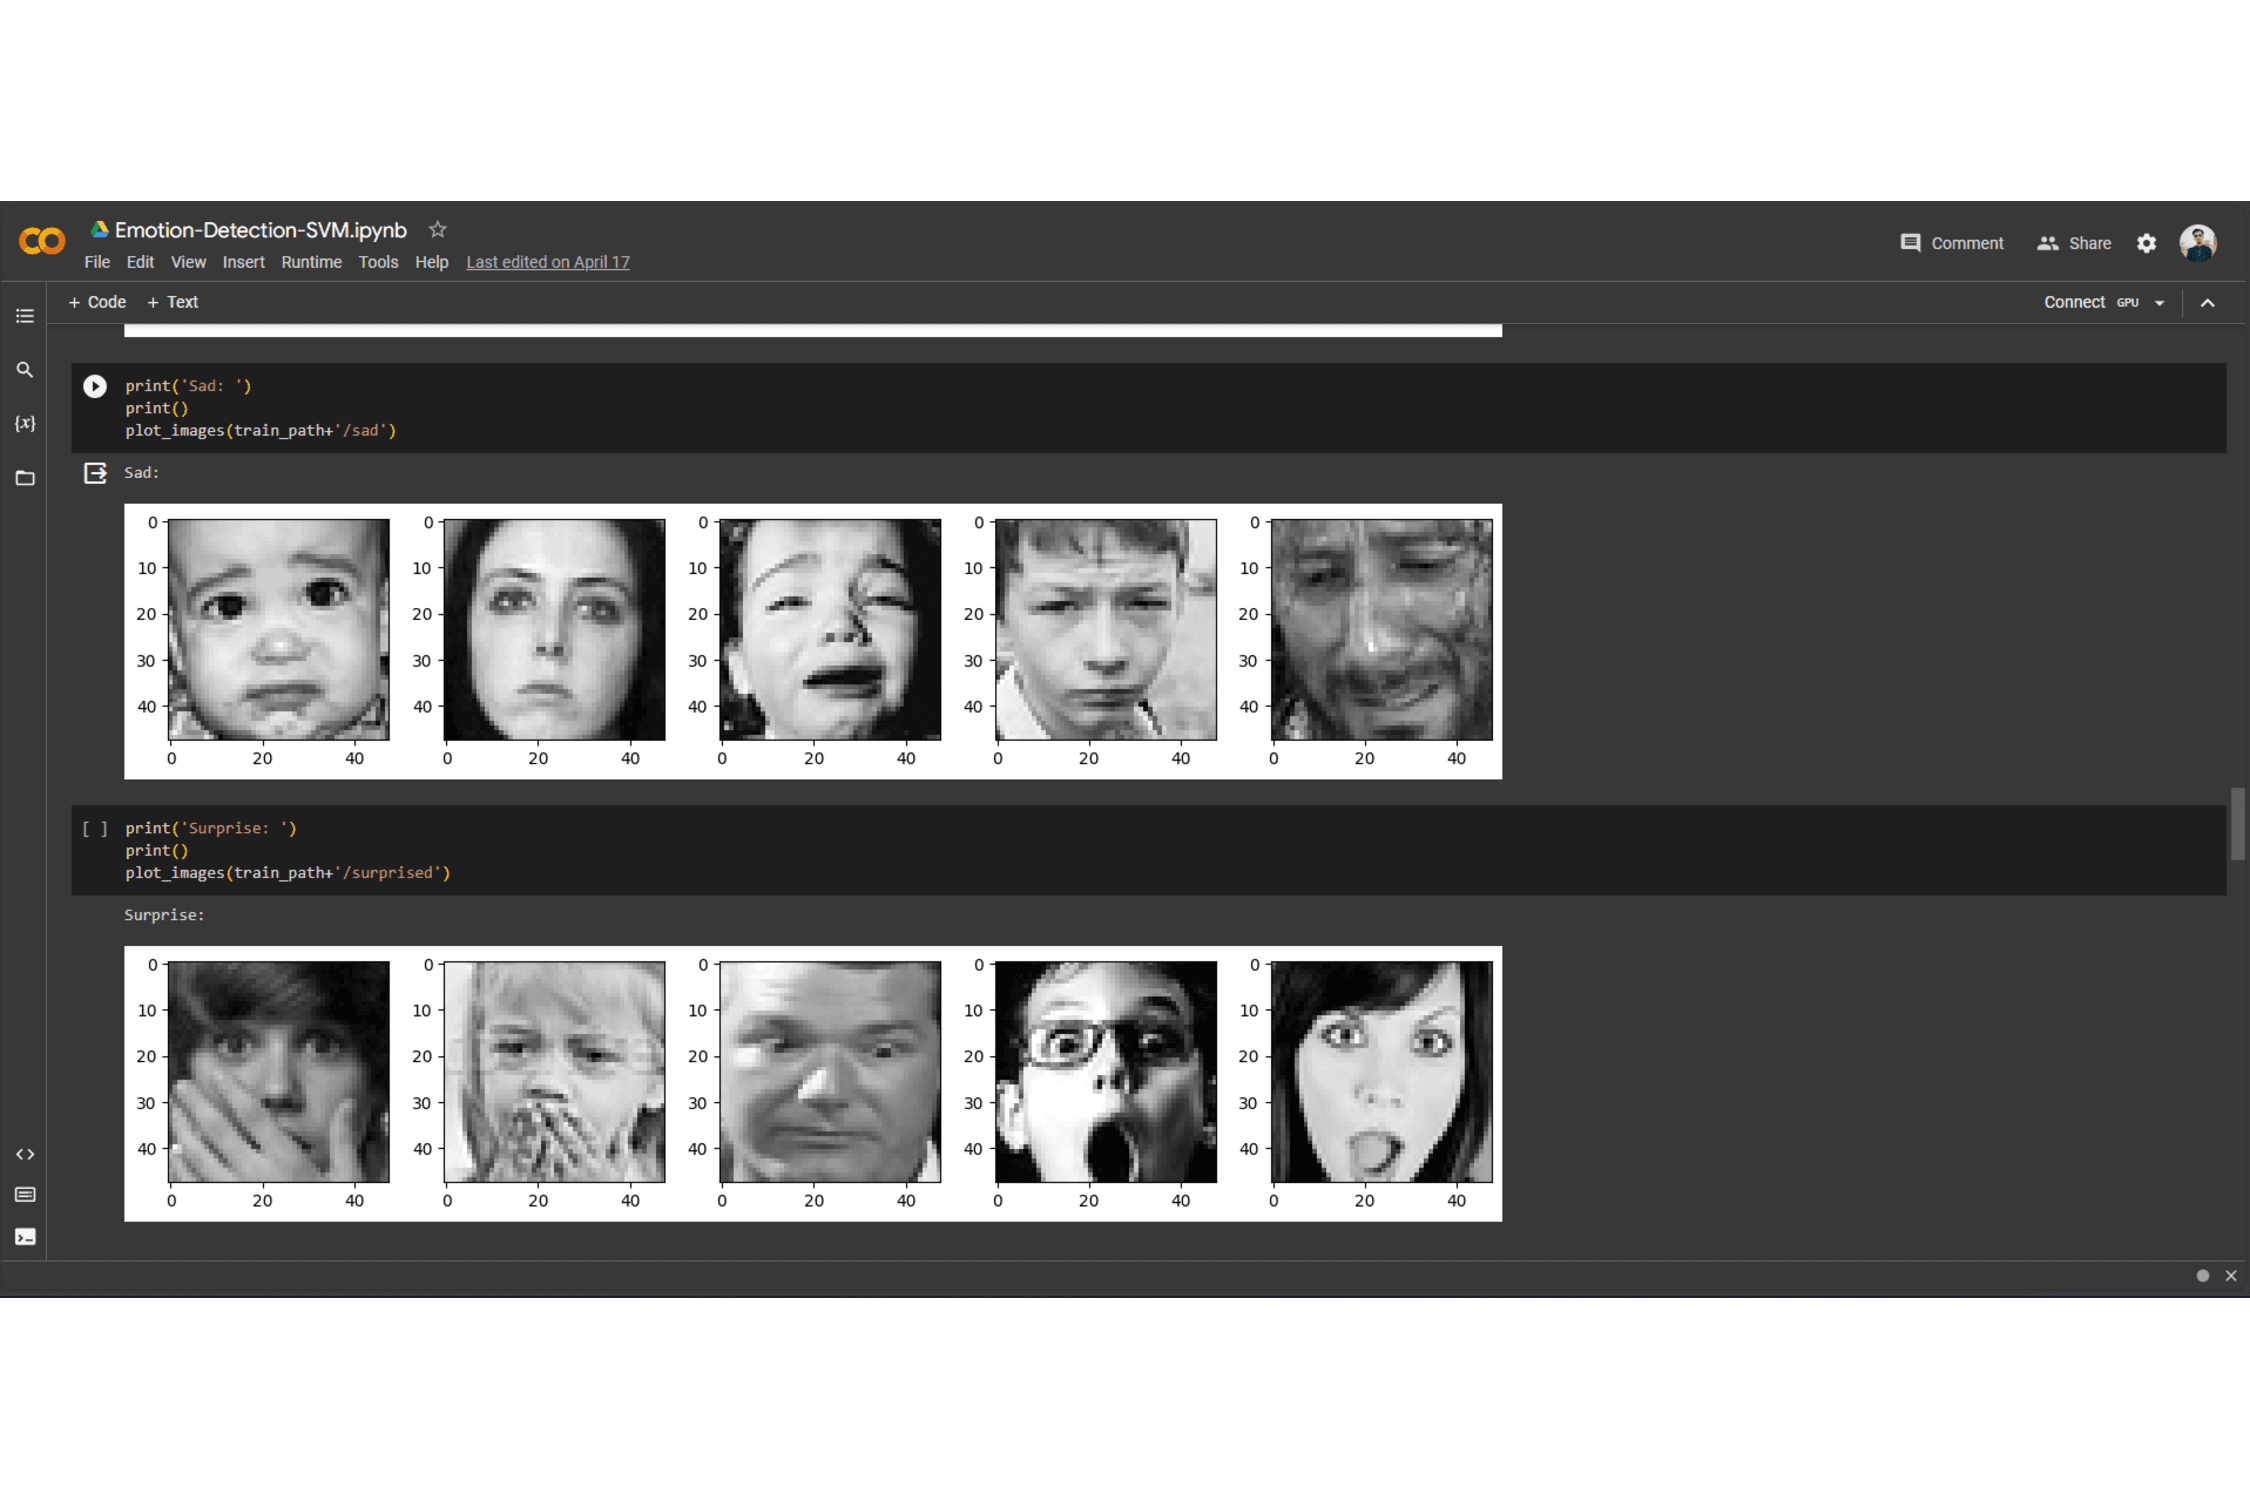 Emotion-Detection-SVM.ipynb
File Edit View Insert Runtime Tools Help Last edited on April 17
Comment Share
+ Code + Text
Connect GPU
{x}
print('Sad: ')
print()
plot_images(train_path+'/sad')
Sad:
0 10 20 30 40 0 10 20 30 40 0 10 20 30 40 0 10 20 30 40 0 10 20 30 40
0 20 40 0 20 40 0 20 40 0 20 40 0 20 40
[ ] print('Surprise: ')
print()
plot_images(train_path+'/surprised')
Surprise:
0 10 20 30 40 0 10 20 30 40 0 10 20 30 40 0 10 20 30 40 0 10 20 30 40
0 20 40 0 20 40 0 20 40 0 20 40 0 20 40